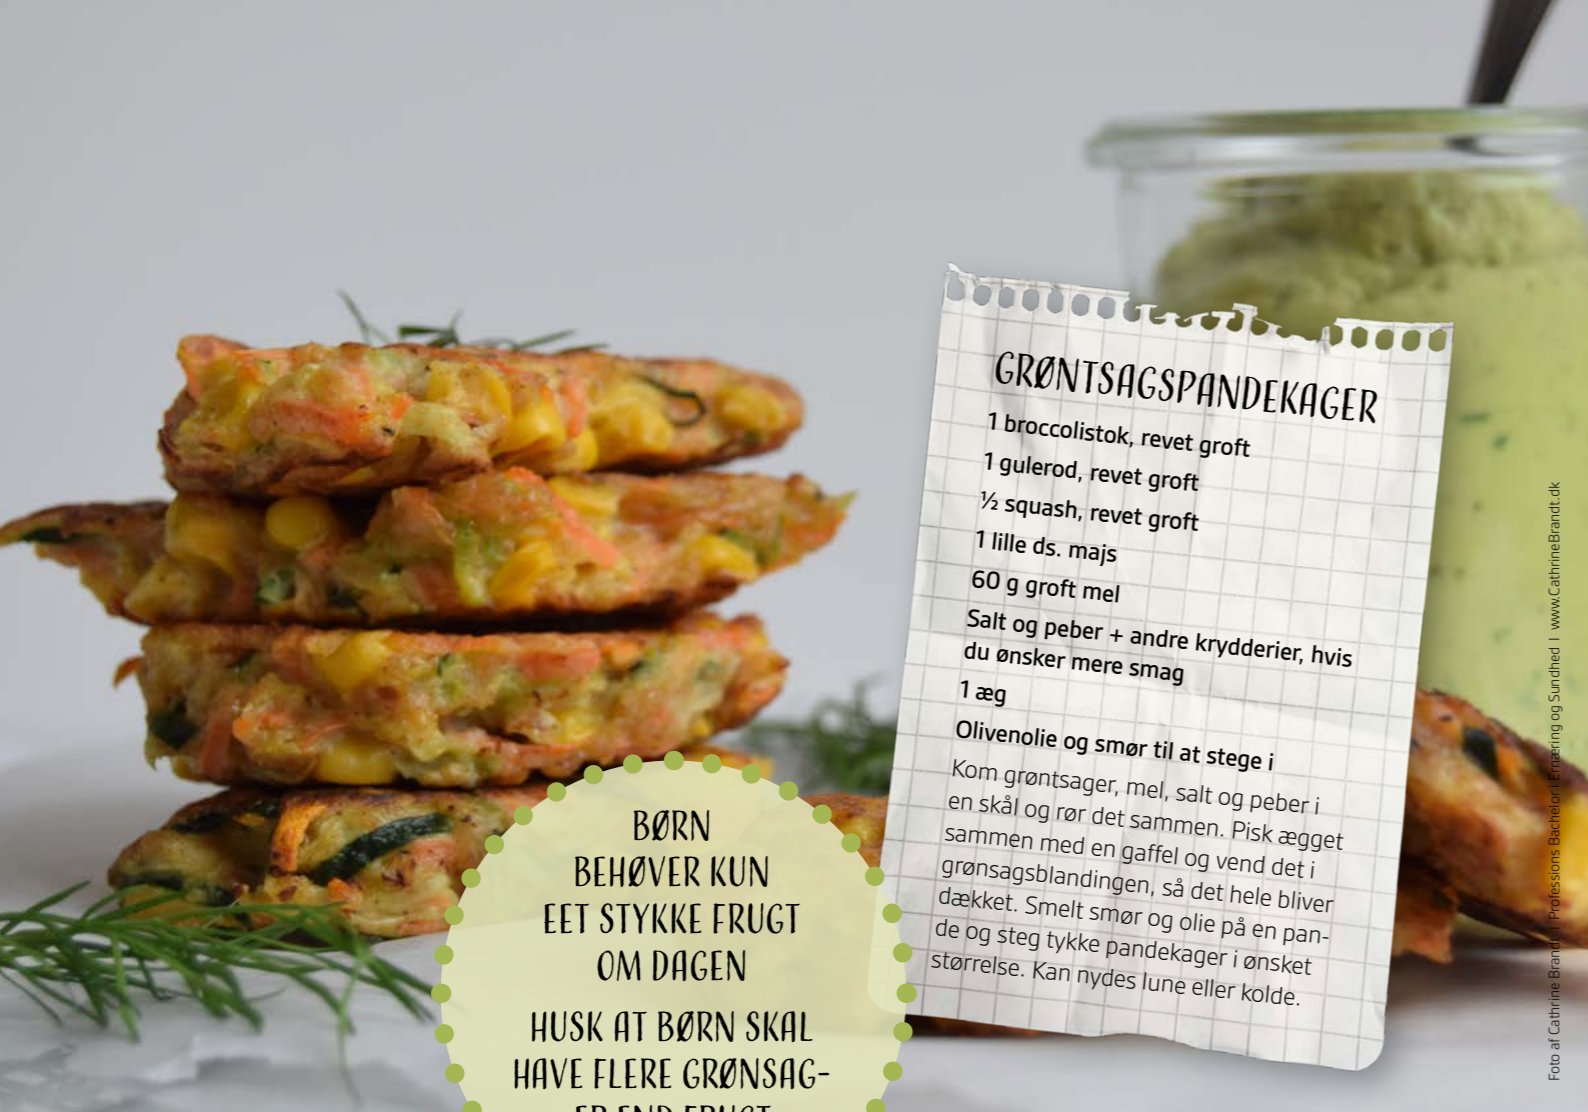 GRØNTSAGSPANDEKAGER
1 broccolistok, revet groft
1 gulerod, revet groft
½ squash, revet groft
1 lille ds. majs
60 g groft mel
Salt og peber + andre krydderier, hvis
du ønsker mere smag
1 æg
Olivenolie og smør til at stege i
Kom grøntsager, mel, salt og peber i
en skål og rør det sammen. Pisk ægget
sammen med en gaffel og vend det i
grønsagsblandingen, så det hele bliver
dækket. Smelt smør og olie på en pan-
de og steg tykke pandekager i ønsket
størrelse. Kan nydes lune eller kolde.
BØRN
BEHØVER KUN
EET STYKKE FRUGT
OM DAGEN
HUSK AT BØRN SKAL
HAVE FLERE GRØNSAG-
ER END FRUGT
Foto af Cathrine Brandt I Professions Bachelor i Ernæring og Sundhed I www.CathrineBrandt.dk